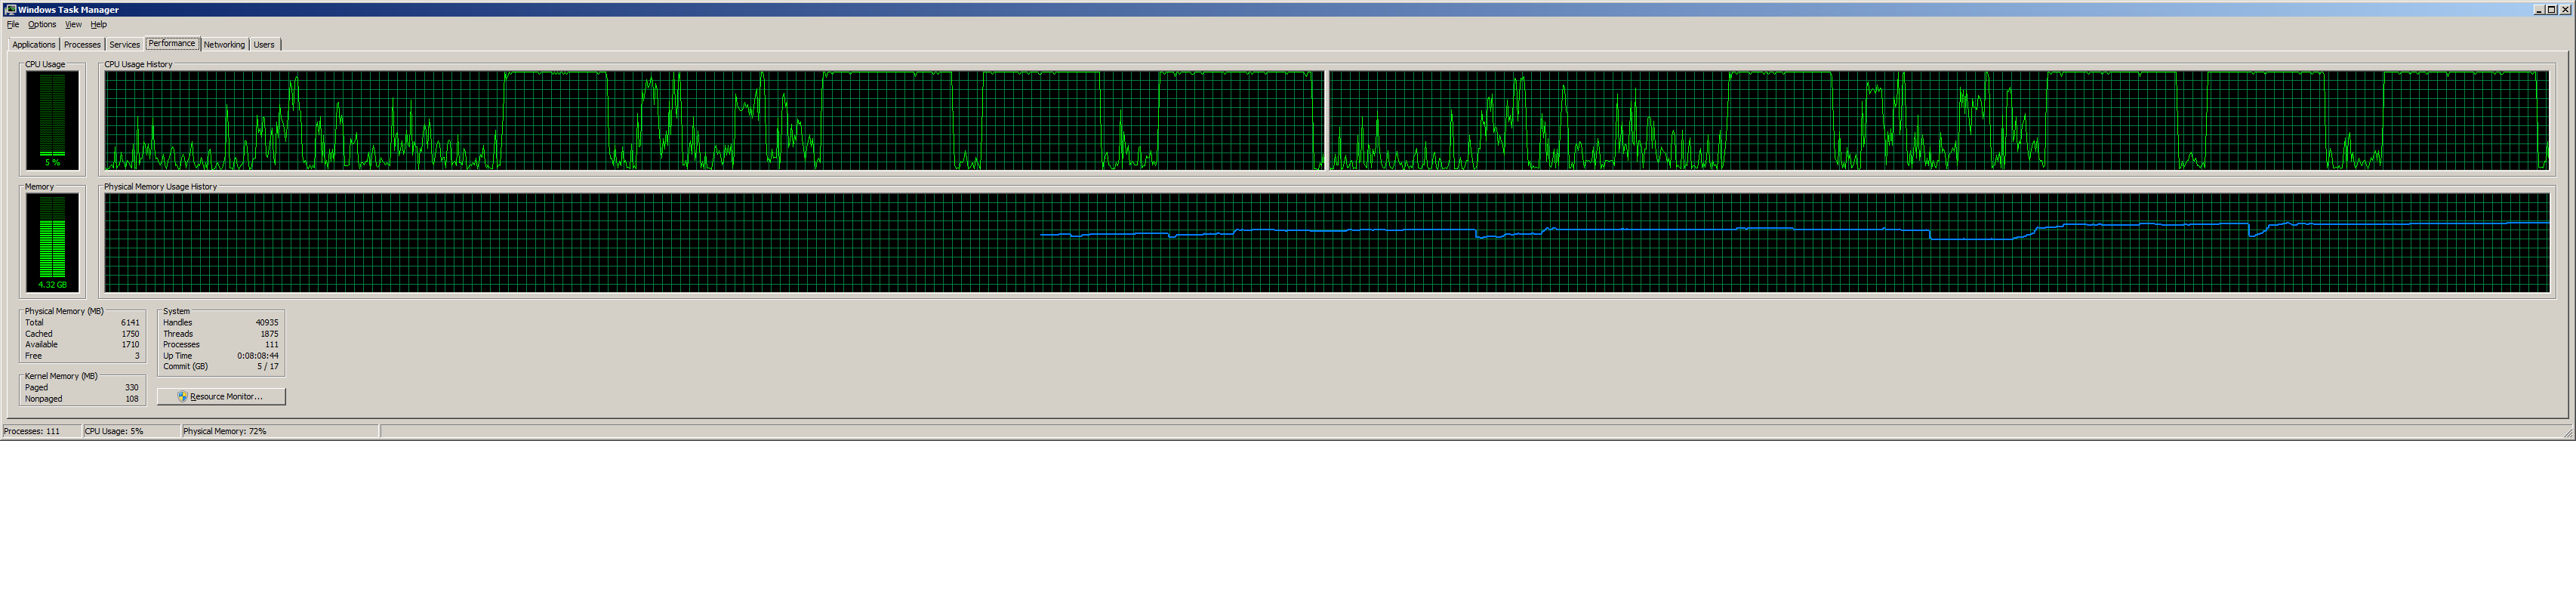 Windows Task Manager
File Options View Help
Applications Processes Services Performance Networking Users
CPU Usage
CPU Usage History
5 %
Memory
Physical Memory Usage History
4.32 GB
Physical Memory (MB)
Total 6141
Cached 1750
Available 1710
Free 3
System
Handles 40935
Threads 1875
Processes 111
Up Time 0:08:08:44
Commit (GB) 5 / 17
Kernel Memory (MB)
Paged 330
Nonpaged 108
Resource Monitor...
Processes: 111 CPU Usage: 5% Physical Memory: 72%